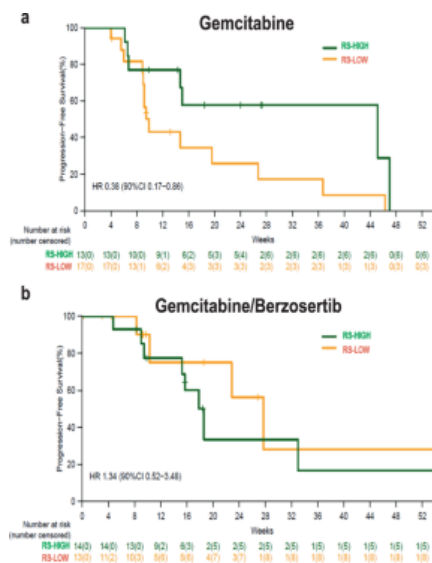 a
Gemcitabine
RS-HIGH
RS-LOW
Progression-Free Survival(%)
100
80
60
40
20
0
HR 0.38 (90%CI 0.17-0.86)
0 4 8 12 16 20 24 28 32 36 40 44 48 52
Weeks
Number at risk
(number censored)
RS-HIGH 13(0) 13(0) 10(0) 9(1) 6(2) 5(3) 5(4) 2(6) 2(6) 2(6) 2(6) 2(6) 0(6) 0(6)
RS-LOW 17(0) 17(0) 13(1) 6(2) 4(3) 3(3) 3(3) 2(3) 2(3) 2(3) 1(3) 1(3) 0(3) 0(3)
b
Gemcitabine/Berzosertib
RS-HIGH
RS-LOW
Progression-Free Survival(%)
100
80
60
40
20
0
HR 1.34 (90%CI 0.52-3.48)
0 4 8 12 16 20 24 28 32 36 40 44 48 52
Weeks
Number at risk
(number censored)
RS-HIGH 14(0) 14(0) 13(0) 9(2) 6(3) 2(5) 2(5) 2(5) 2(5) 1(5) 1(5) 1(5) 1(5) 1(5)
RS-LOW 13(0) 11(2) 10(3) 4(7) 3(7) 1(8) 1(8) 1(8) 1(8) 1(8) 1(8) 1(8)